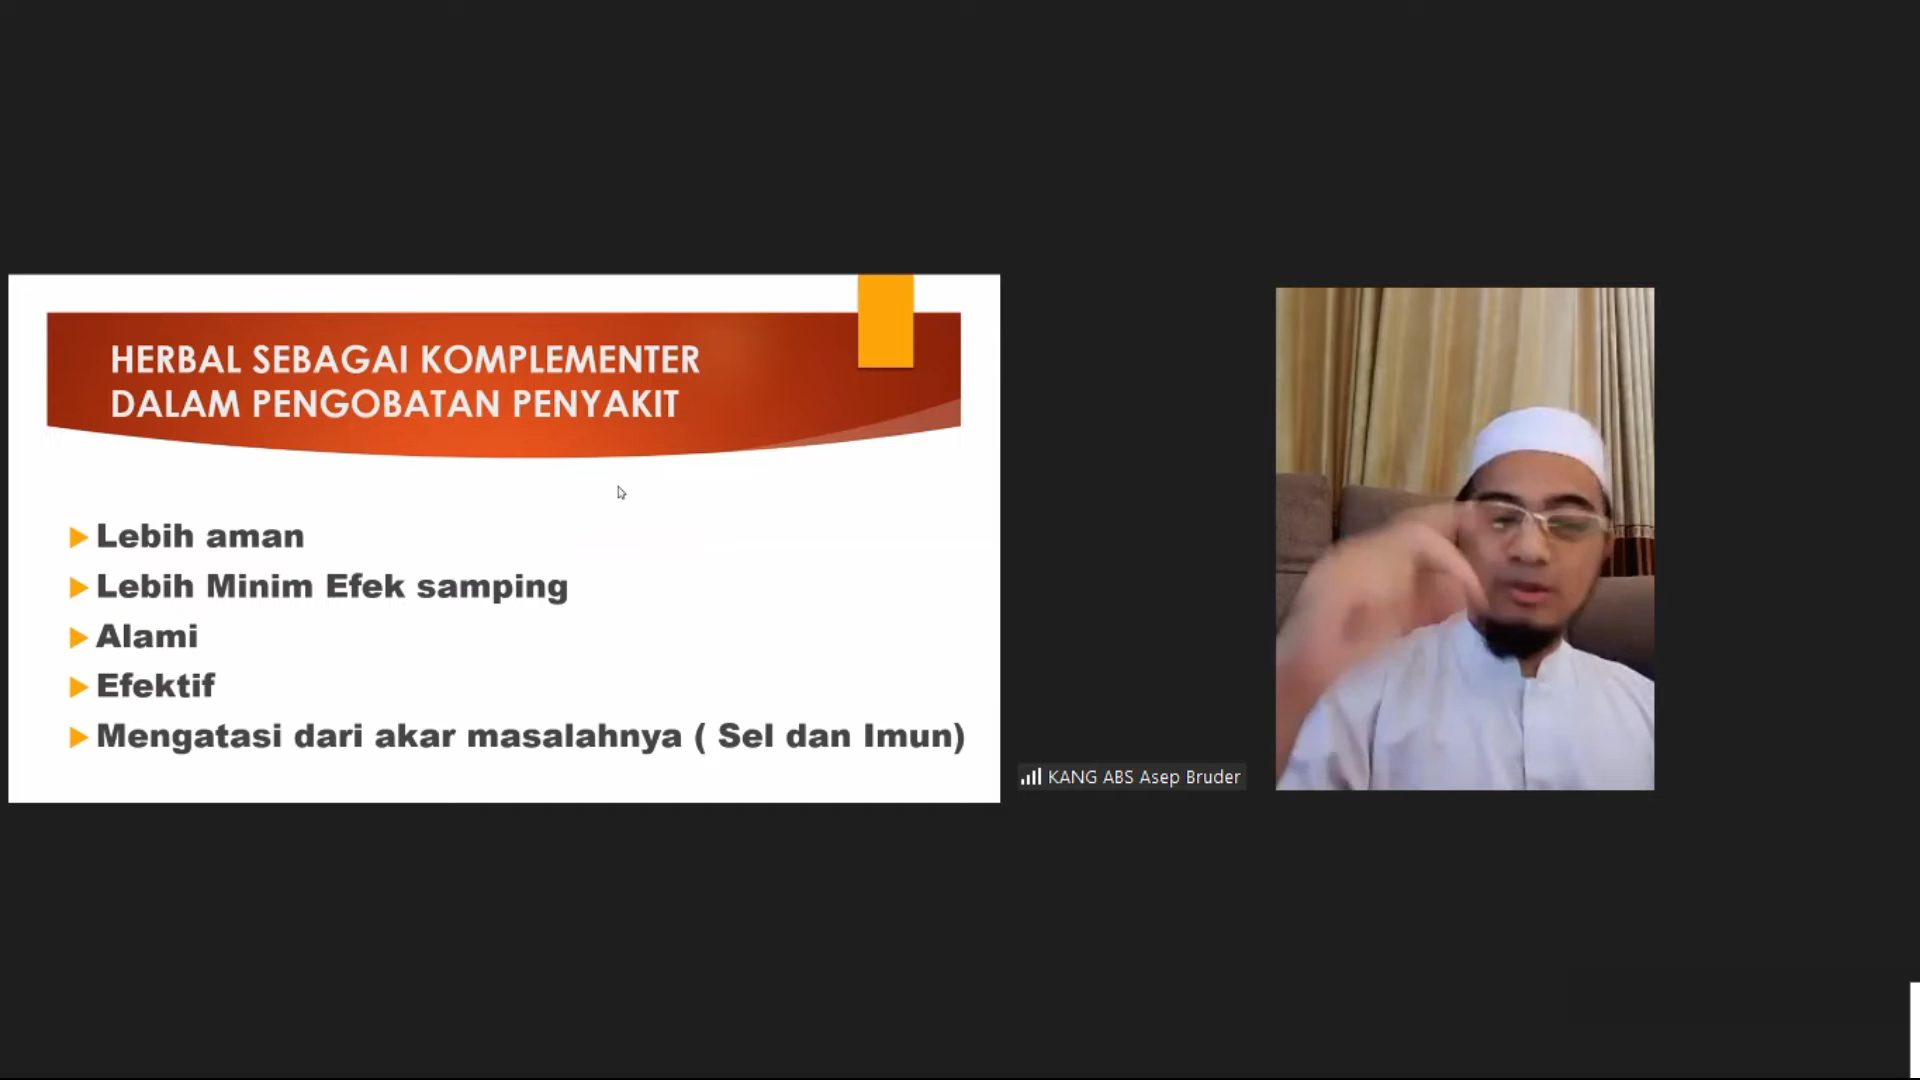 HERBAL SEBAGAI KOMPLEMENTER
DALAM PENGOBATAN PENYAKIT
Lebih aman
Lebih Minim Efek samping
Alami
Efektif
Mengatasi dari akar masalahnya ( Sel dan Imun)
KANG ABS Asep Bruder